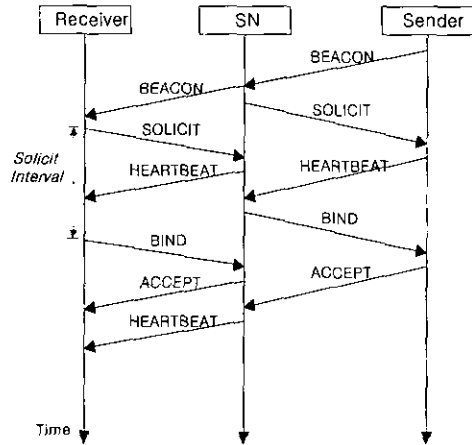 Receiver SN Sender
BEACON
BEACON
SOLICIT
SOLICIT
Solicit
Interval
HEARTBEAT
HEARTBEAT
BIND
BIND
ACCEPT
ACCEPT
HEARTBEAT
Time